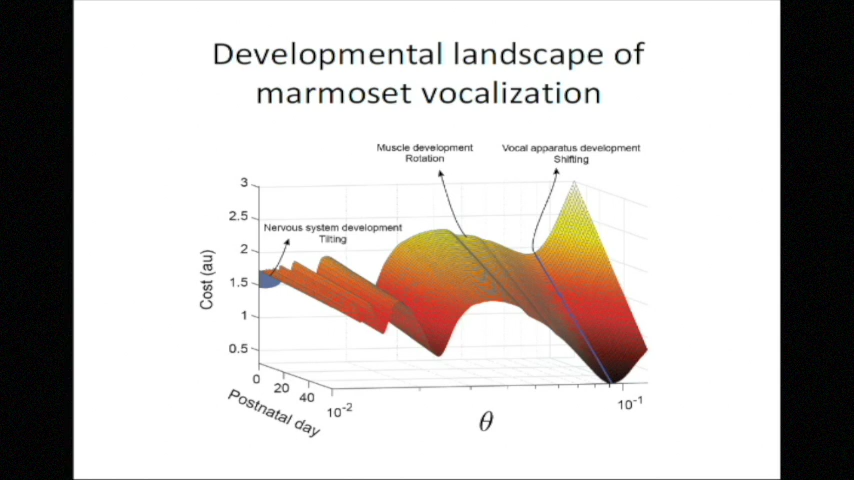 Developmental landscape of
marmoset vocalization
Muscle development
Rotation
Vocal apparatus development
Shifting
Nervous system development
Tilting
Cost (au)
3
2.5
2
1.5
1
0.5
0
20
40
Postnatal day
10-2
θ
10-1